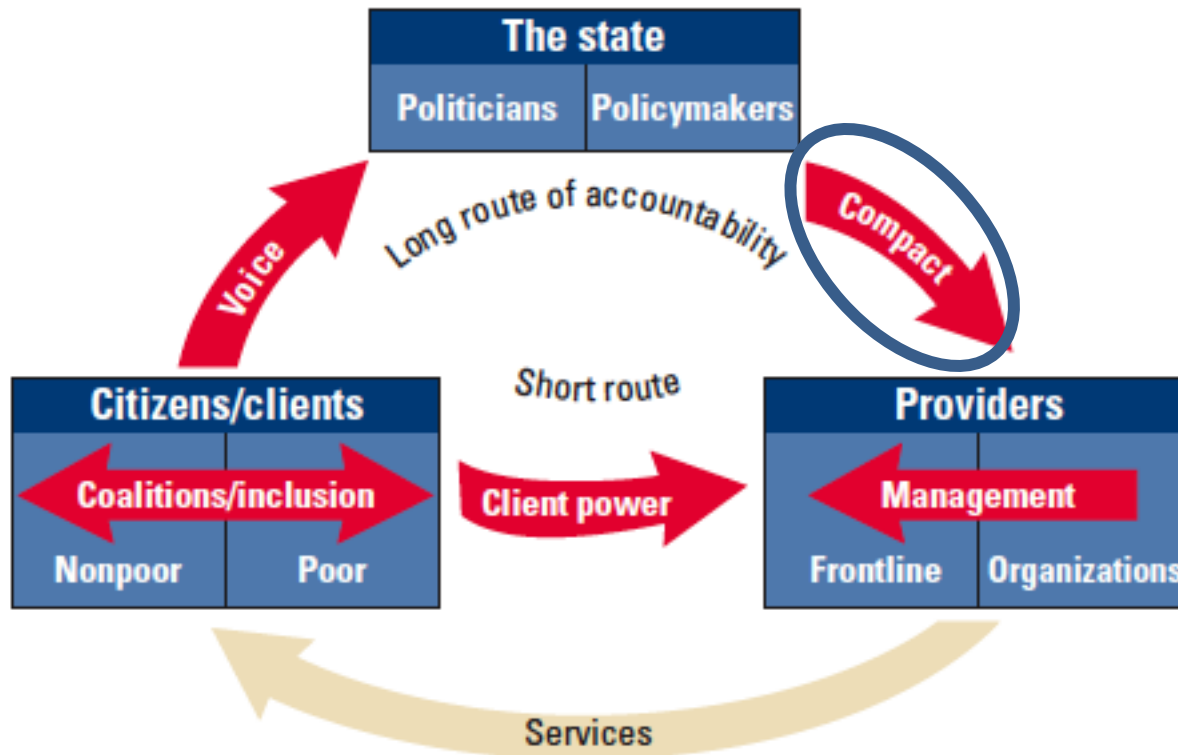 The state
Politicians
Policymakers
Long route of accountability
Voice
Compact
Short route
Citizens/clients
Providers
Coalitions/inclusion
Client power
Management
Nonpoor
Poor
Frontline
Organizations
Services